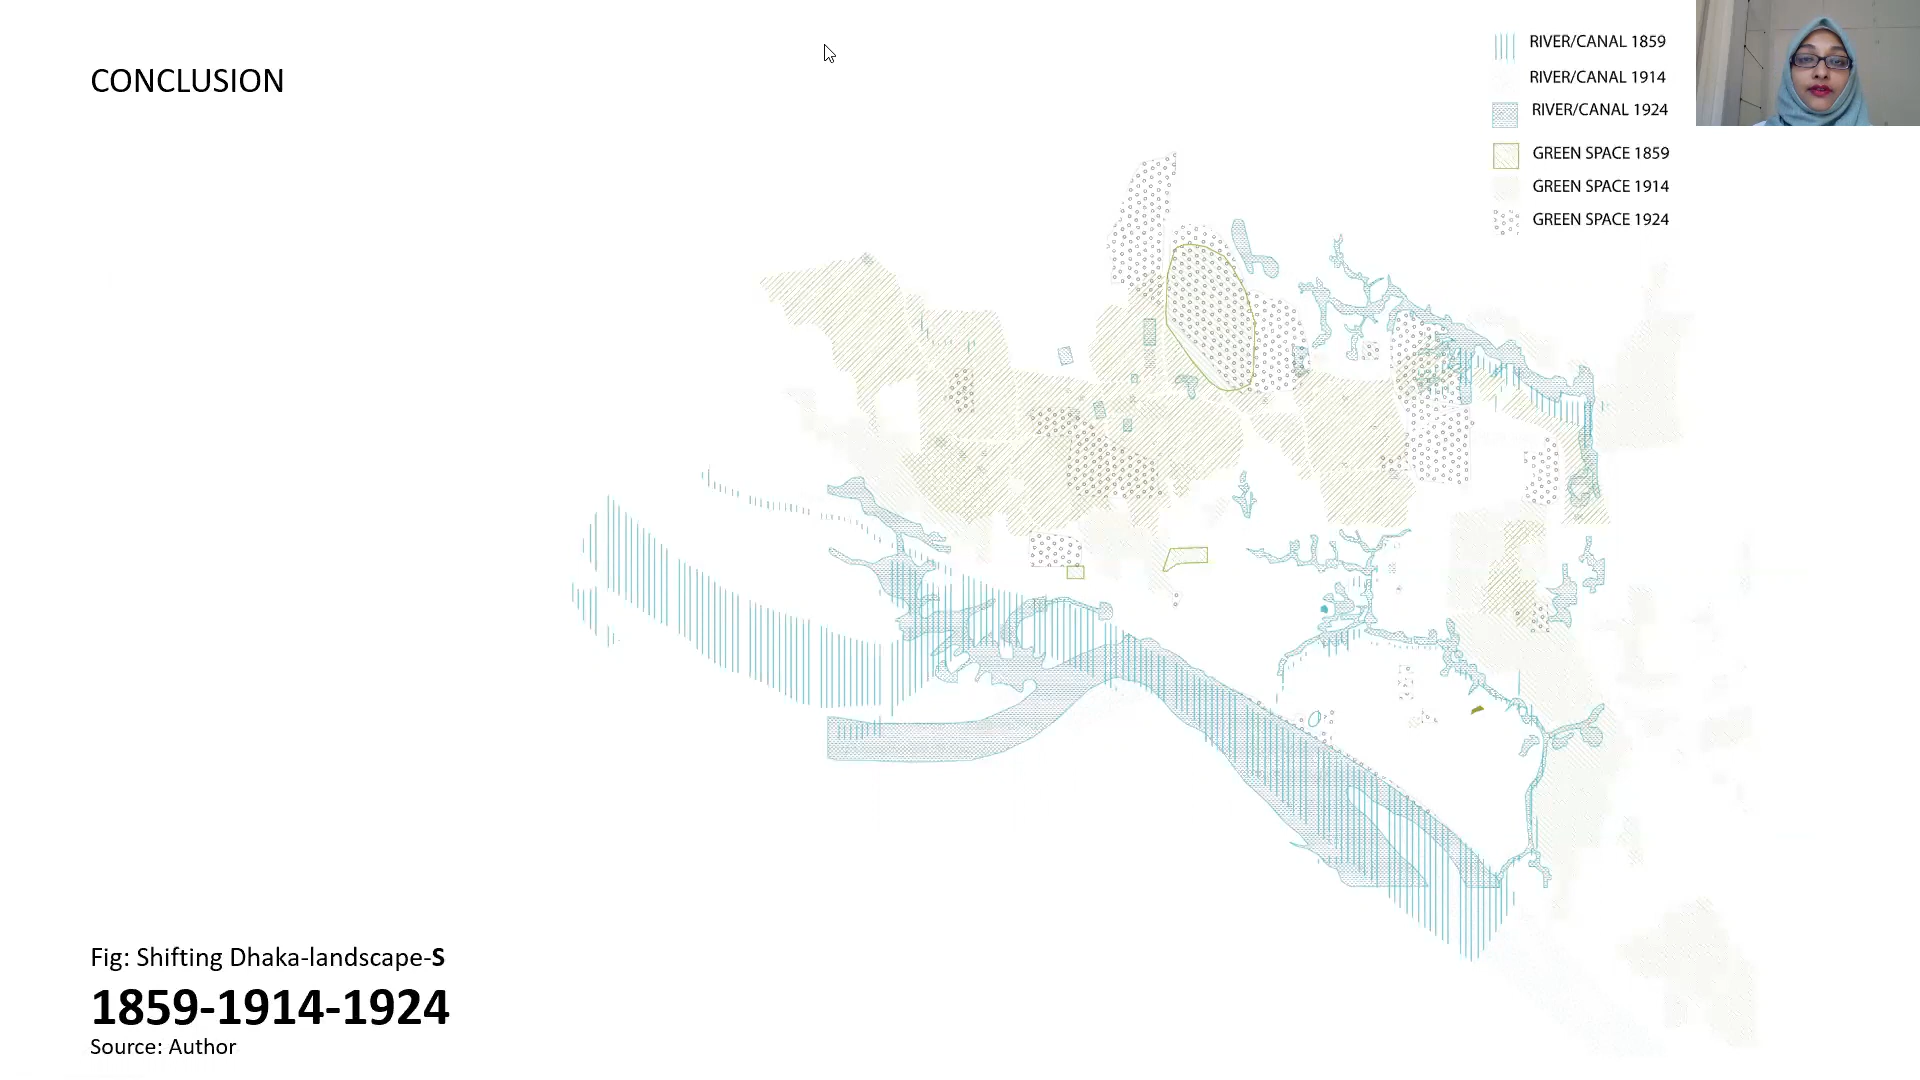 CONCLUSION
RIVER/CANAL 1859
RIVER/CANAL 1914
RIVER/CANAL 1924
GREEN SPACE 1859
GREEN SPACE 1914
GREEN SPACE 1924
Fig: Shifting Dhaka-landscape-S
1859-1914-1924
Source: Author